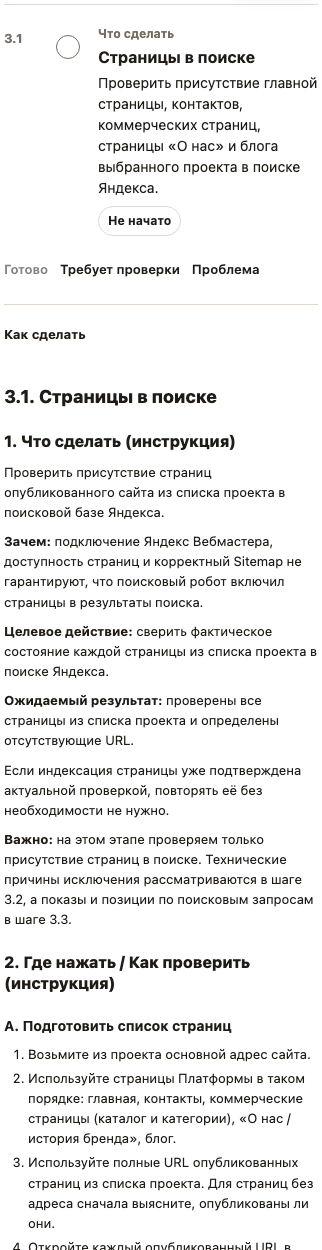 3.1
Что сделать
Страницы в поиске
Проверить присутствие главной
страницы, контактов,
коммерческих страниц,
страницы «О нас» и блога
выбранного проекта в поиске
Яндекса.
Не начато
Готово Требует проверки Проблема
Как сделать
3.1. Страницы в поиске
1. Что сделать (инструкция)
Проверить присутствие страниц
опубликованного сайта из списка проекта в
поисковой базе Яндекса.
Зачем: подключение Яндекс Вебмастера,
доступность страниц и корректный Sitemap не
гарантируют, что поисковый робот включил
страницы в результаты поиска.
Целевое действие: сверить фактическое
состояние каждой страницы из списка проекта в
поиске Яндекса.
Ожидаемый результат: проверены все
страницы из списка проекта и определены
отсутствующие URL.
Если индексация страницы уже подтверждена
актуальной проверкой, повторять её без
необходимости не нужно.
Важно: на этом этапе проверяем только
присутствие страниц в поиске. Технические
причины исключения рассматриваются в шаге
3.2, а показы и позиции по поисковым запросам
в шаге 3.3.
2. Где нажать / Как проверить
(инструкция)
А. Подготовить список страниц
1. Возьмите из проекта основной адрес сайта.
2. Используйте страницы Платформы в таком
порядке: главная, контакты, коммерческие
страницы (каталог и категории), «О нас /
история бренда», блог.
3. Используйте полные URL опубликованных
страниц из списка проекта. Для страниц без
адреса сначала выясните, опубликованы ли
они.
4. Откройте каждый опубликованный URL в